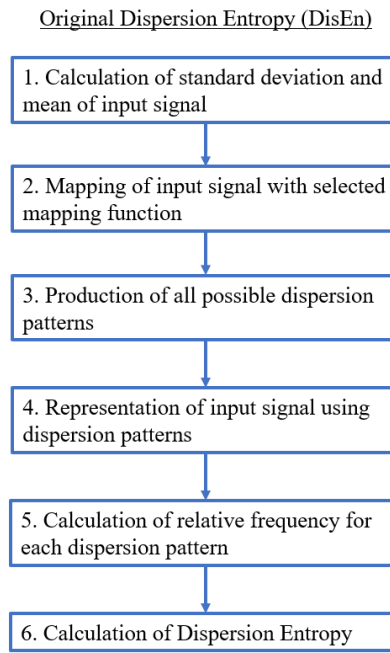 Original Dispersion Entropy (DisEn)
1. Calculation of standard deviation and
mean of input signal
2. Mapping of input signal with selected
mapping function
3. Production of all possible dispersion
patterns
4. Representation of input signal using
dispersion patterns
5. Calculation of relative frequency for
each dispersion pattern
6. Calculation of Dispersion Entropy